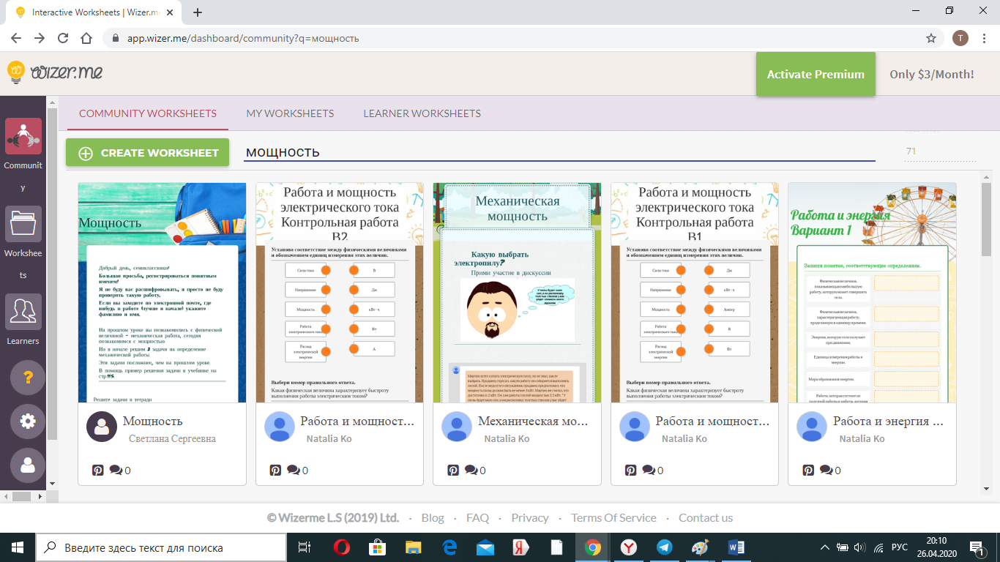 Interactive Worksheets | Wizer.m
app.wizer.me/dashboard/community?q=мощность
T
wizer.me
Activate Premium
Only $3/Month!
COMMUNITY WORKSHEETS
MY WORKSHEETS
LEARNER WORKSHEETS
Communit
y
Workshee
ts
Learners
?
CREATE WORKSHEET
мощность
71
Мощность
Добрый день, семиклассники!
Большая просьба, регистрироваться понятным
именем!
Я не буду вас расшифровывать, я просто не буду
проверять такую работу.
Если вы заходите по электронной почте, где
нибудь в работе (лучше в начале) укажите
фамилию и имя.
На прошлом уроке вы познакомились с физической
величиной - механическая работа, сегодня
познакомимся с мощностью.
Но в начале решим 2 задачи на определение
механической работы.
Эти задачи посложнее, чем на прошлом уроке.
В помощь пример решения задачи в учебнике на
Решите задачи в тетради
Мощность
Светлана Сергеевна
0
Работа и мощность
электрического тока
Контрольная работа
В2
Установи соответствие между физическими величинами
и обозначением единиц измерения этих величин.
Сила тока
В
Напряжение
Дж
Мощность
кВт·ч
Работа
электрического тока
Вт
Расход
электрической
энергии
А
Выбери номер правильного ответа.
Какая физическая величина характеризует быстроту
выполнения работы электрическим током?
Работа и мощност...
Natalia Ko
0
Механическая
мощность
Какую выбрать
электропилу?
Прими участие в дискуссии
Механическая мо...
Natalia Ko
0
Работа и мощность
электрического тока
Контрольная работа
В1
Установи соответствие между физическими величинами
и обозначением единиц измерения этих величин.
Сила тока
Дж
Напряжение
кВт·ч
Мощность
Ампер
Работа
электрического тока
В
Расход
электрической
энергии
Вт
Выбери номер правильного ответа.
Какая физическая величина характеризует быстроту
выполнения работы электрическим током?
Работа и мощност...
Natalia Ko
0
Работа и энергия
Вариант 1
Запиши понятия, соответствующие определениям.
Физическая величина,
показывающая наибольшую
работу, которую может совершить
тело.
Физическая величина,
характеризующая работу,
проделанную в единицу времени.
Энергия, которую тело получает
при движении.
Единица измерения работы и
энергии.
Мера образования энергии.
Работа, которая состоит из
Работа и энергия ...
Natalia Ko
0
© Wizerme L.S (2019) Ltd. · Blog · FAQ · Privacy · Terms Of Service · Contact us
Введите здесь текст для поиска
РУС
20:10
26.04.2020
1